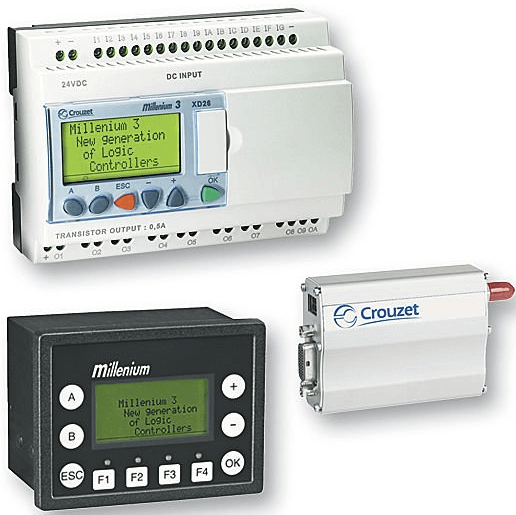 + - I1 I2 I3 I4 I5 I6 I7 I8 I9 IA IB IC ID IE IF IG -
24VDC DC INPUT
Crouzet Millenium 3 XD26
Millenium 3
New generation
of Logic
Controllers
A B ESC - + OK
TRANSISTOR OUTPUT : 0,5A
+ O1 O2 O3 O4 O5 O6 O7 O8 O9 OA
Crouzet
Millenium
A
+
Millenium 3
New generation
of Logic
Controllers
B
-
ESC F1 F2 F3 F4 OK